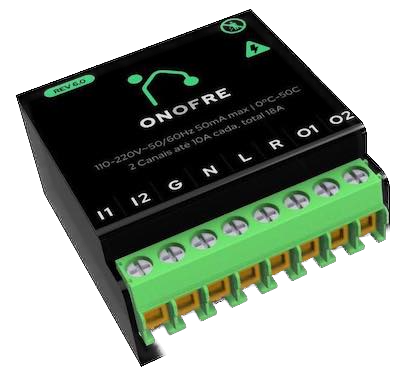 REV 6.0
ONOFRE
110-220V~50/60Hz 50mA max | 0ºC-50C
2 Canais até 10A cada, total 18A
I1 I2 G N L R O1 O2